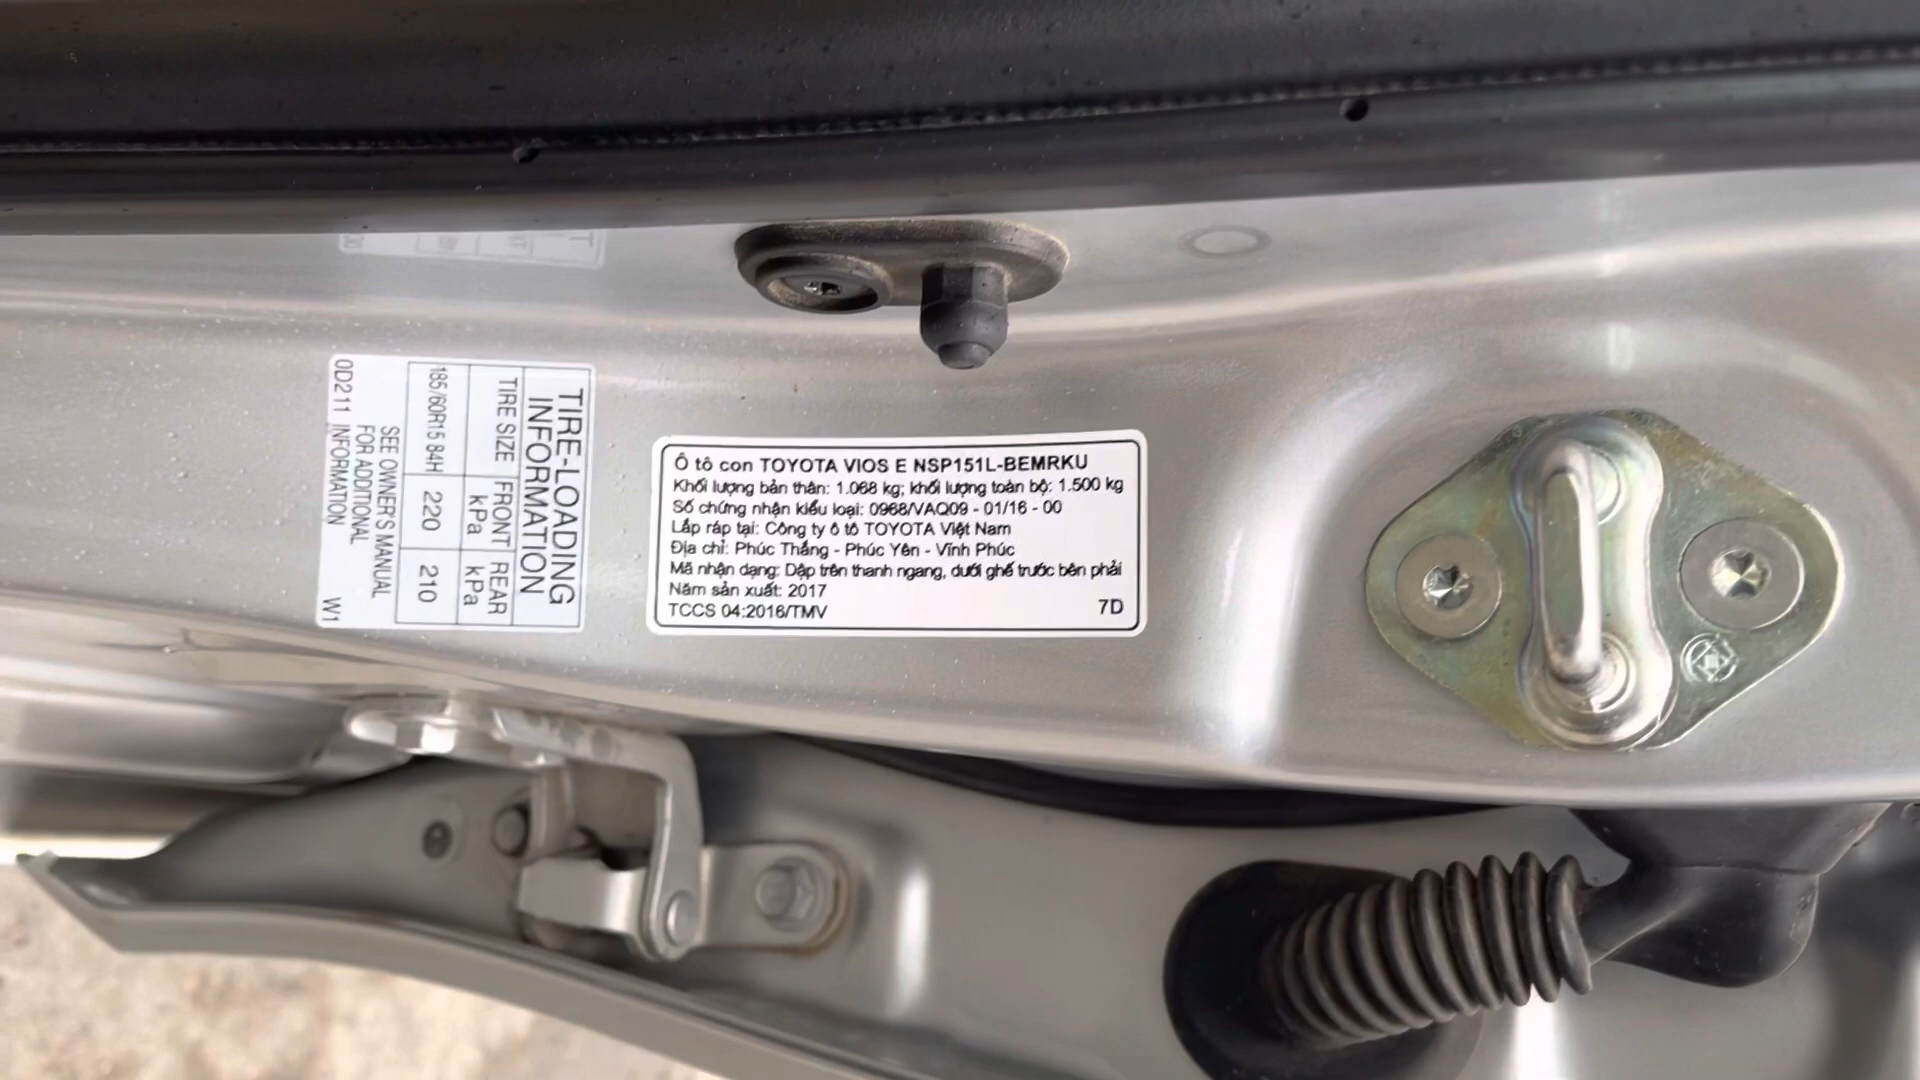 TIRE-LOADING
INFORMATION
TIRE SIZE FRONT REAR
kPa kPa
185/60R15 84H 220 210
SEE OWNER'S MANUAL
FOR ADDITIONAL
0D211 INFORMATION W1
Ô tô con TOYOTA VIOS E NSP151L-BEMRKU
Khối lượng bản thân: 1.068 kg; khối lượng toàn bộ: 1.500 kg
Số chứng nhận kiểu loại: 0968/VAQ09 - 01/16 - 00
Lắp ráp tại: Công ty ô tô TOYOTA Việt Nam
Địa chỉ: Phúc Thắng - Phúc Yên - Vĩnh Phúc
Mã nhận dạng: Dập trên thanh ngang, dưới ghế trước bên phải
Năm sản xuất: 2017
TCCS 04:2016/TMV 7D